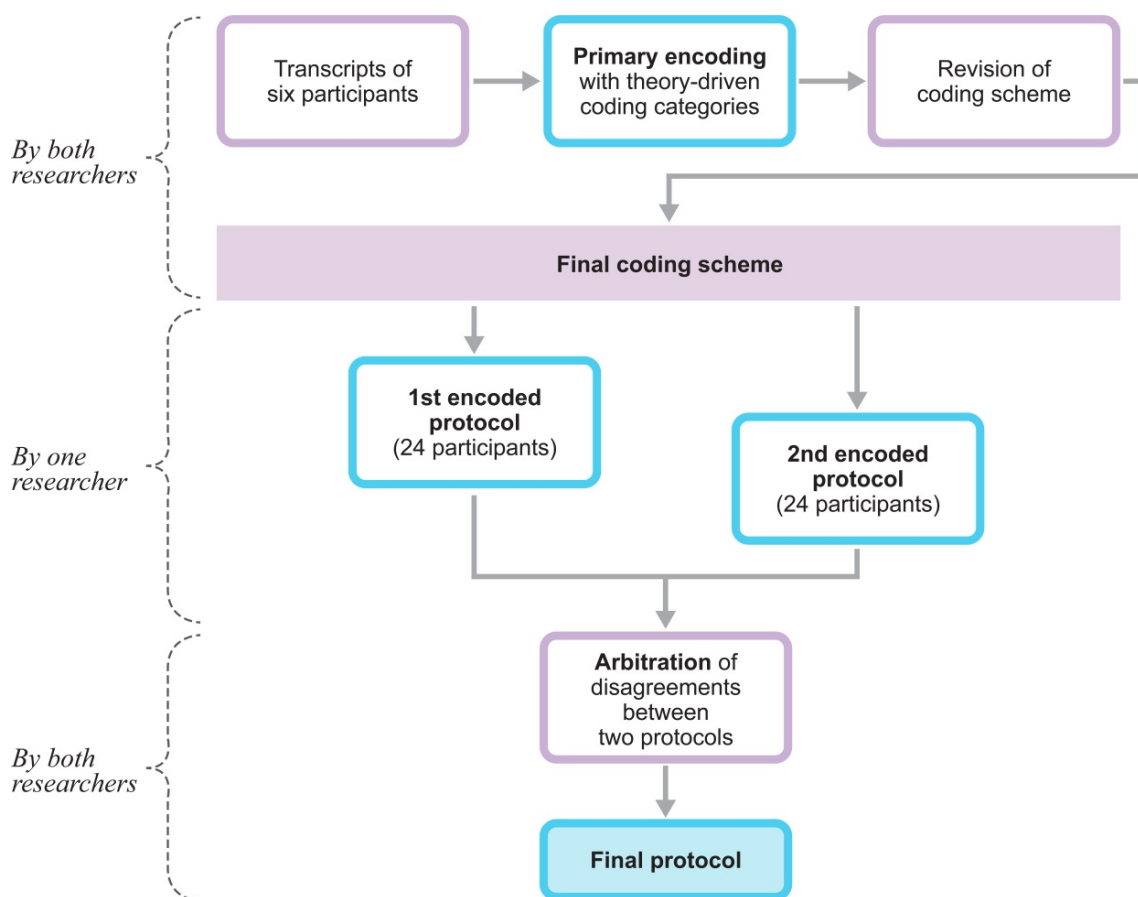 Transcripts of
six participants
Primary encoding
with theory-driven
coding categories
Revision of
coding scheme
By both
researchers
Final coding scheme
1st encoded
protocol
(24 participants)
By one
researcher
2nd encoded
protocol
(24 participants)
Arbitration of
disagreements
between
two protocols
By both
researchers
Final protocol